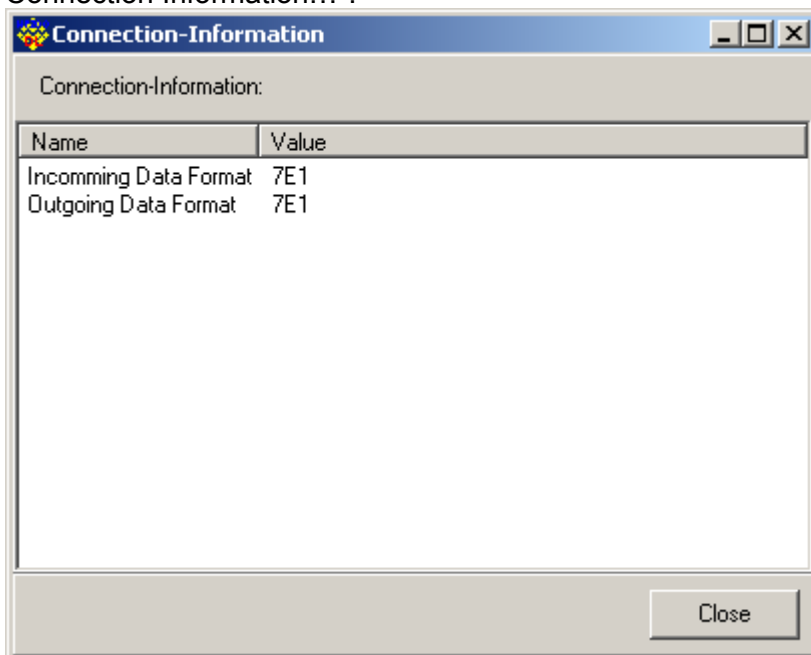 Connection-Information
Connection-Information:
Name Value
Incomming Data Format 7E1
Outgoing Data Format 7E1
Close